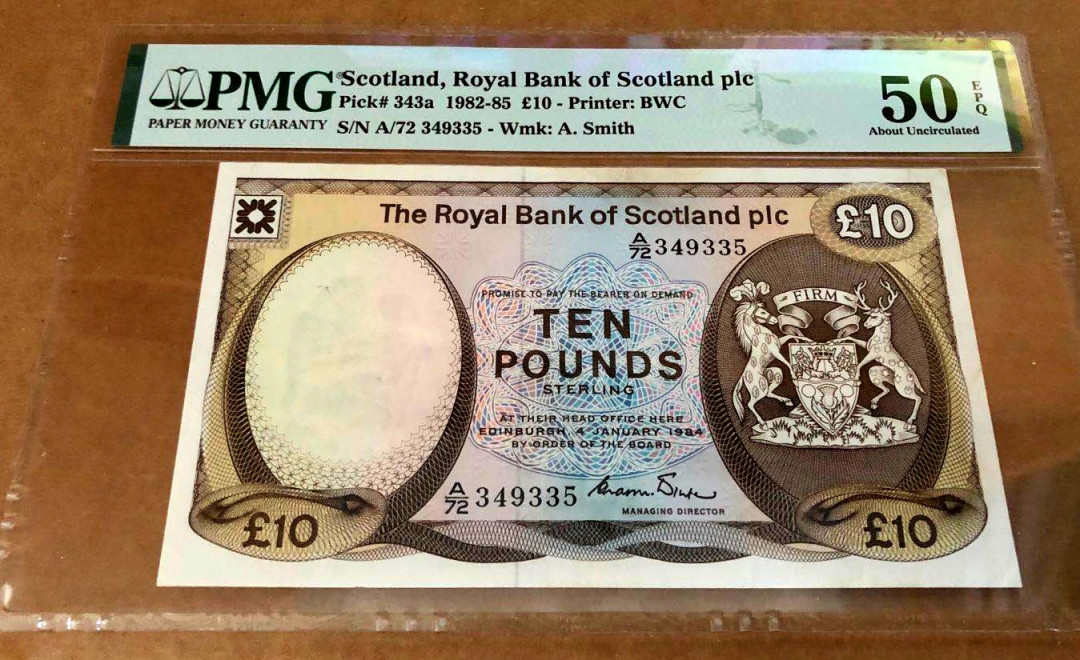 PMG
PAPER MONEY GUARANTY
Scotland, Royal Bank of Scotland plc
Pick# 343a 1982-85 £10 - Printer: BWC
S/N A/72 349335 - Wmk: A. Smith
50 EPQ
About Uncirculated
The Royal Bank of Scotland plc
£10
A/72 349335
PROMISE TO PAY THE BEARER ON DEMAND
TEN
POUNDS
STERLING
AT THEIR HEAD OFFICE HERE
EDINBURGH, 4 JANUARY 1984
BY ORDER OF THE BOARD
FIRM
A/72 349335
MANAGING DIRECTOR
£10
£10